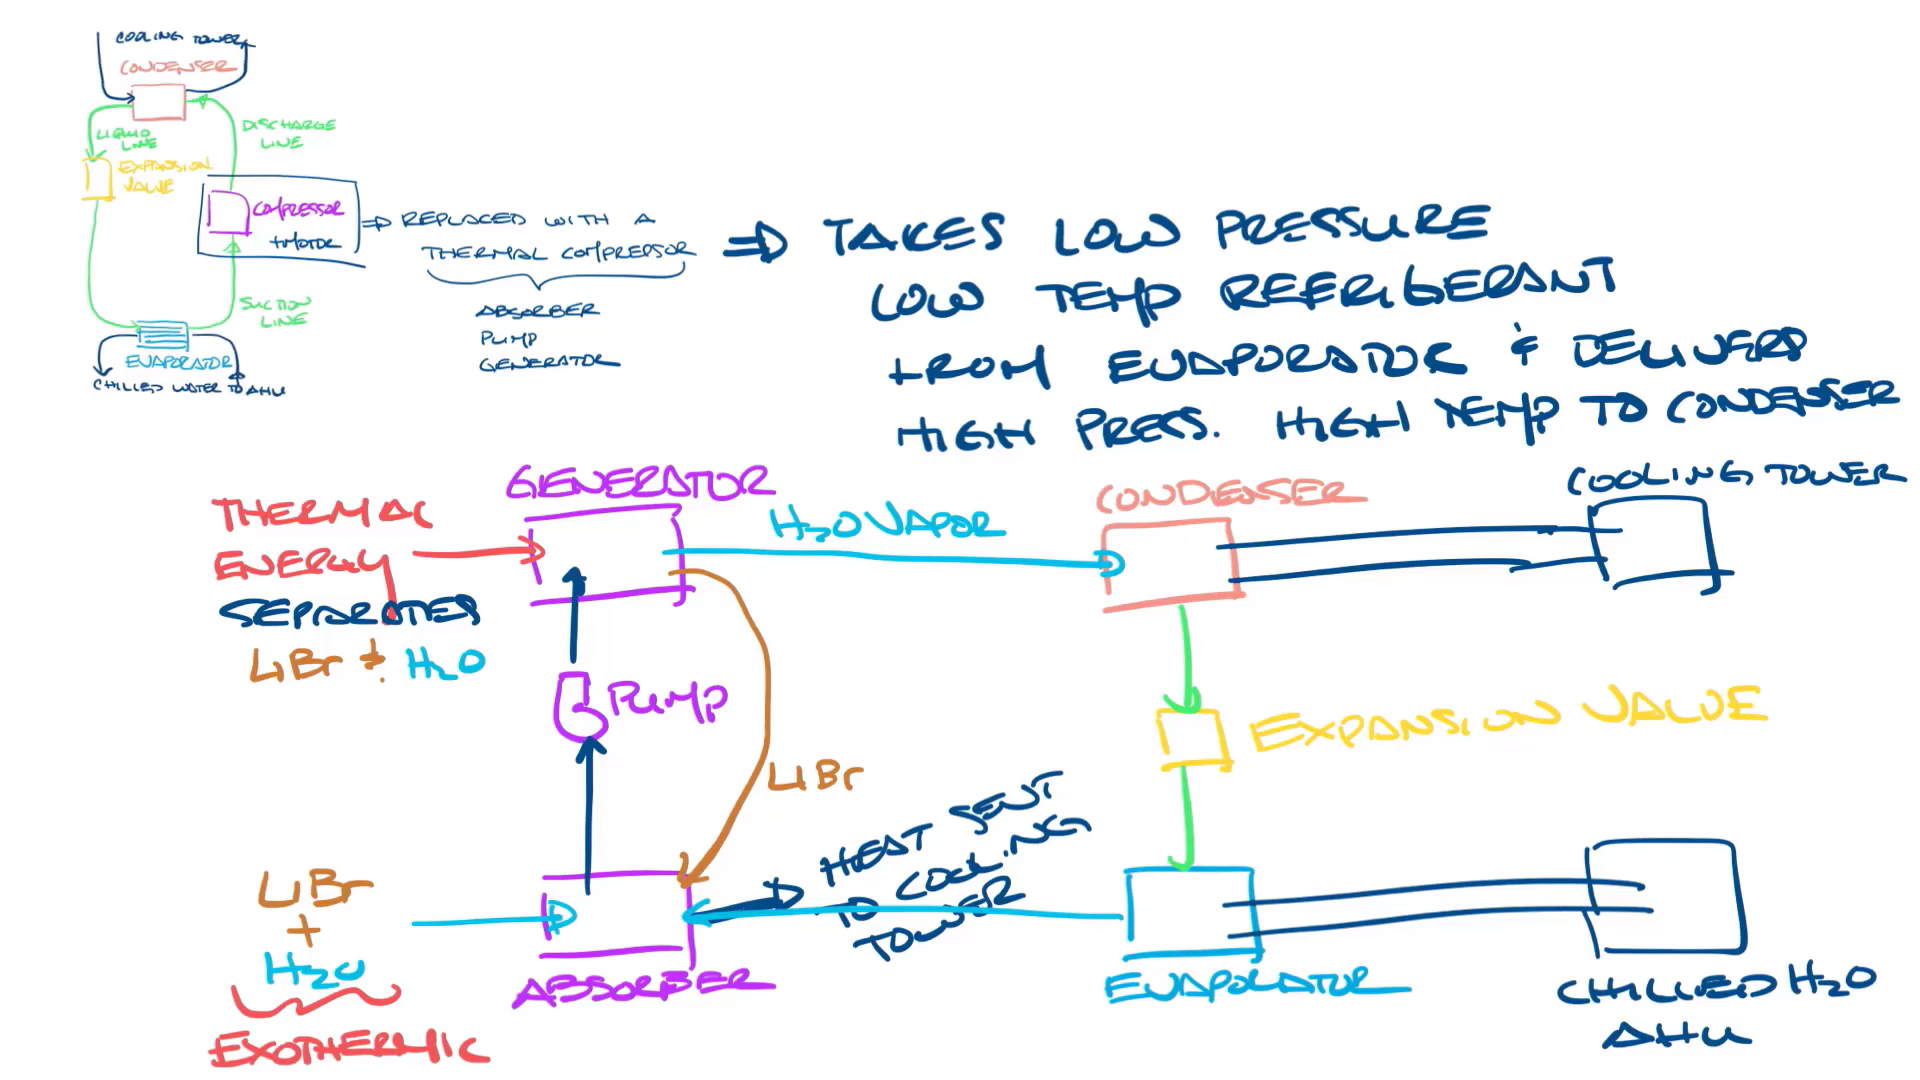 COOLING TOWER
CONDENSER
LIQUID
LINE
DISCHARGE
LINE
EXPANSION
VALVE
COMPRESSOR
+ MOTOR
⇒ REPLACED WITH A
THERMAL COMPRESSOR
ABSORBER
PUMP
GENERATOR
SUCTION
LINE
EVAPORATOR
CHILLED WATER TO AHU
⇒ TAKES LOW PRESSURE
LOW TEMP REFRIGERANT
FROM EVAPORATOR & DELIVERS
HIGH PRESS. HIGH TEMP TO CONDENSER
GENERATOR
THERMAL
ENERGY
SEPARATES
LiBr & H2O
H2O VAPOR
CONDENSER
COOLING TOWER
PUMP
EXPANSION VALVE
LiBr
HEAT SENT
TO COOLING
TOWER
LiBr
+
H2O
EXOTHERMIC
ABSORBER
EVAPORATOR
CHILLED H2O
AHU